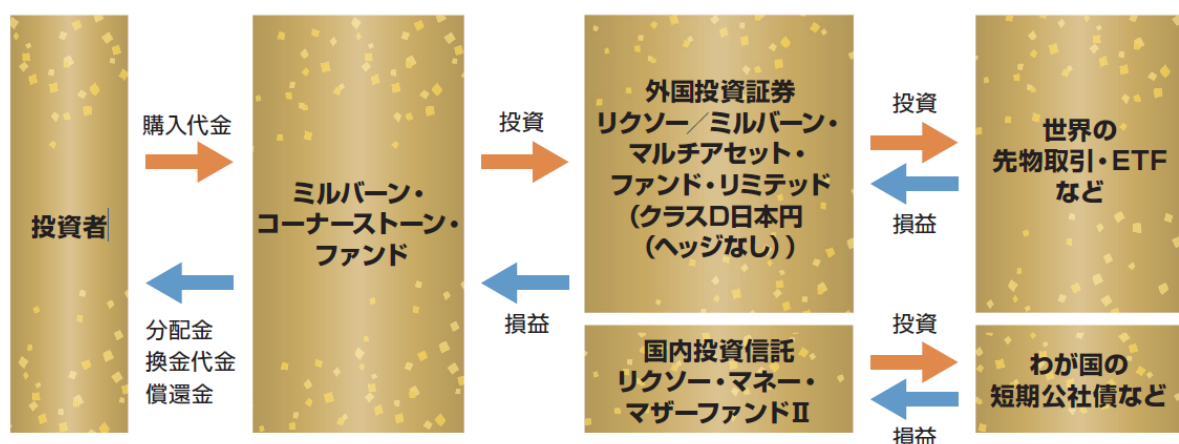 投資者
購入代金
分配金
換金代金
償還金
ミルバーン・
コーナーストーン・
ファンド
投資
損益
外国投資証券
リクソー／ミルバーン・
マルチアセット・
ファンド・リミテッド
（クラスD日本円
（ヘッジなし））
国内投資信託
リクソー・マネー・
マザーファンドⅡ
投資
損益
世界の
先物取引・ETF
など
投資
損益
わが国の
短期公社債など